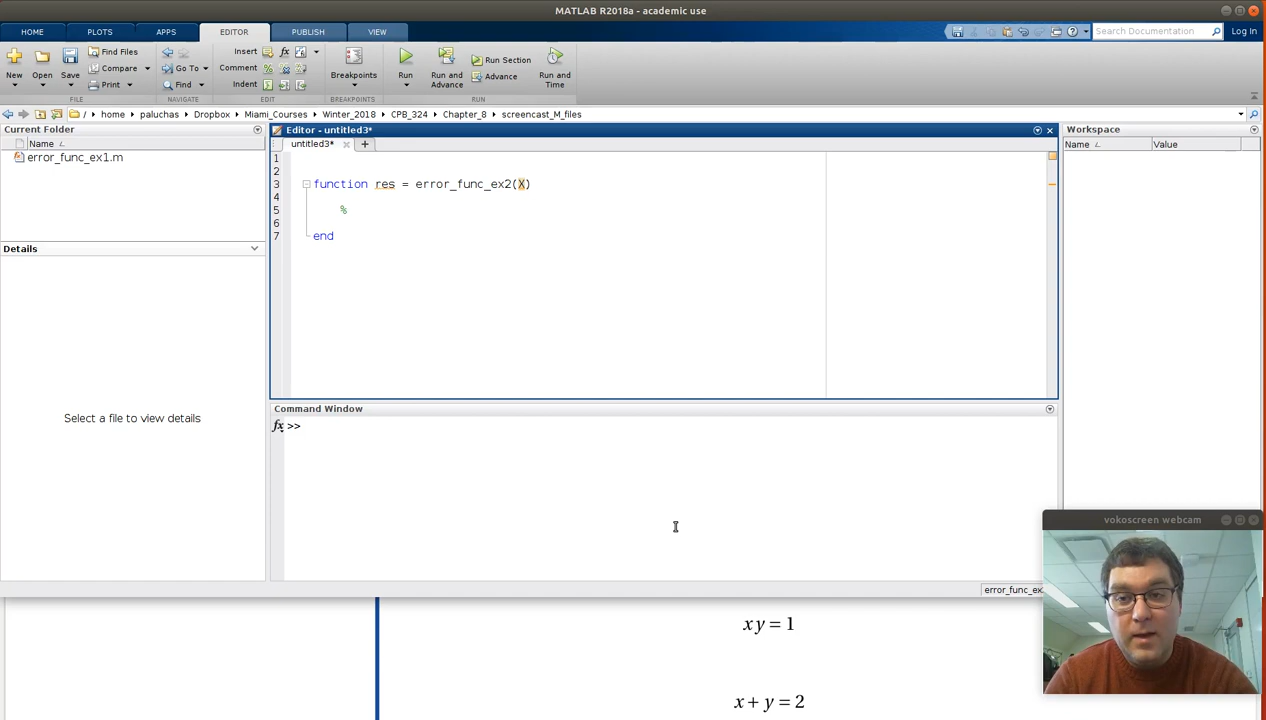 MATLAB R2018a - academic use
HOME PLOTS APPS EDITOR PUBLISH VIEW Search Documentation Log In
New Open Save Find Files Compare Print Go To Find Insert fx Comment % Indent Breakpoints Run Run and Advance Run Section Advance Run and Time
FILE NAVIGATE EDIT BREAKPOINTS RUN
/ home paluchas Dropbox Miami_Courses Winter_2018 CPB_324 Chapter_8 screencast_M_files
Current Folder
Name
error_func_ex1.m
Details
Select a file to view details
Editor - untitled3*
untitled3* +
1
2
3 function res = error_func_ex2(X)
4
5 %
6
7 end
Command Window
fx >>
Workspace
Name Value
error_func_ex
vokoscreen webcam
xy = 1
x + y = 2